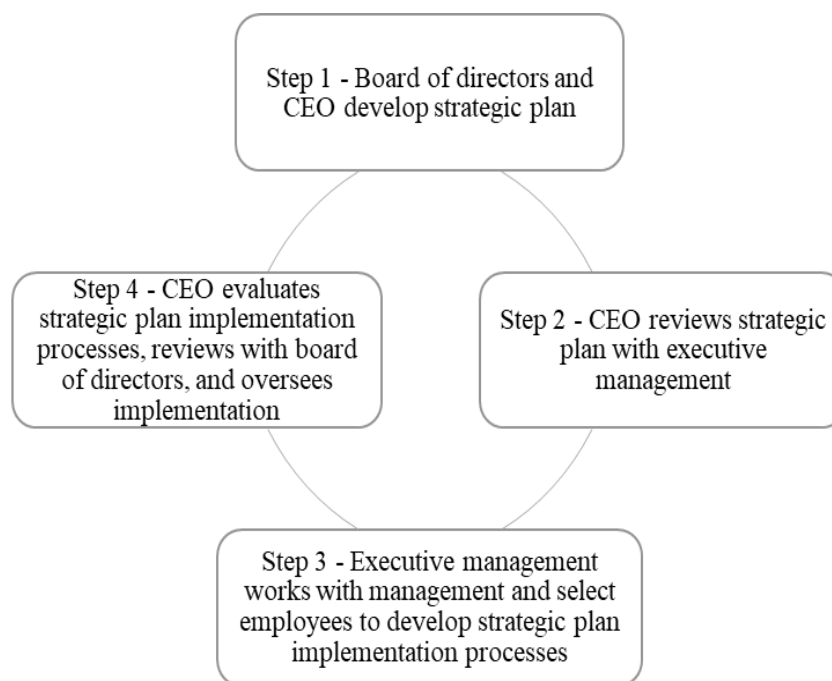 Step 1 - Board of directors and
CEO develop strategic plan
Step 2 - CEO reviews strategic
plan with executive
management
Step 3 - Executive management
works with management and select
employees to develop strategic plan
implementation processes
Step 4 - CEO evaluates
strategic plan implementation
processes, reviews with board
of directors, and oversees
implementation